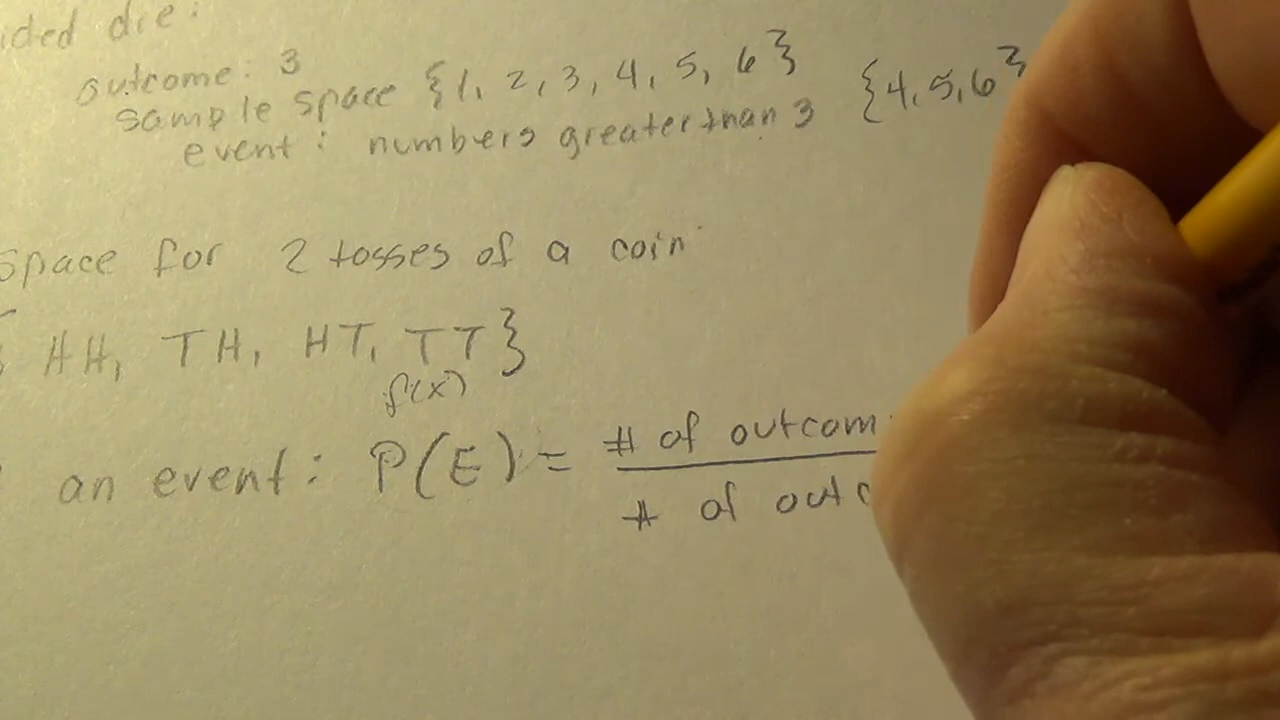 ided die:
outcome: 3
sample space {1, 2, 3, 4, 5, 6} {4,5,6}
event: numbers greater than 3
space for 2 tosses of a coin
{ HH, TH, HT, TT}
f(x)
an event: P(E) = # of outcom
# of outc